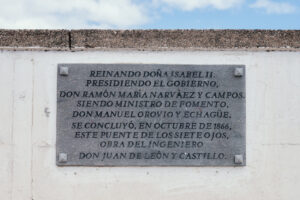 REINANDO DOÑA ISABEL II.
PRESIDIENDO EL GOBIERNO,
DON RAMÓN MARÍA NARVÁEZ Y CAMPOS.
SIENDO MINISTRO DE FOMENTO,
DON MANUEL OROVIO Y ECHAGÜE,
SE CONCLUYÓ, EN OCTUBRE DE 1866,
ESTE PUENTE DE LOS SIETE OJOS,
OBRA DEL INGENIERO
DON JUAN DE LEÓN Y CASTILLO.